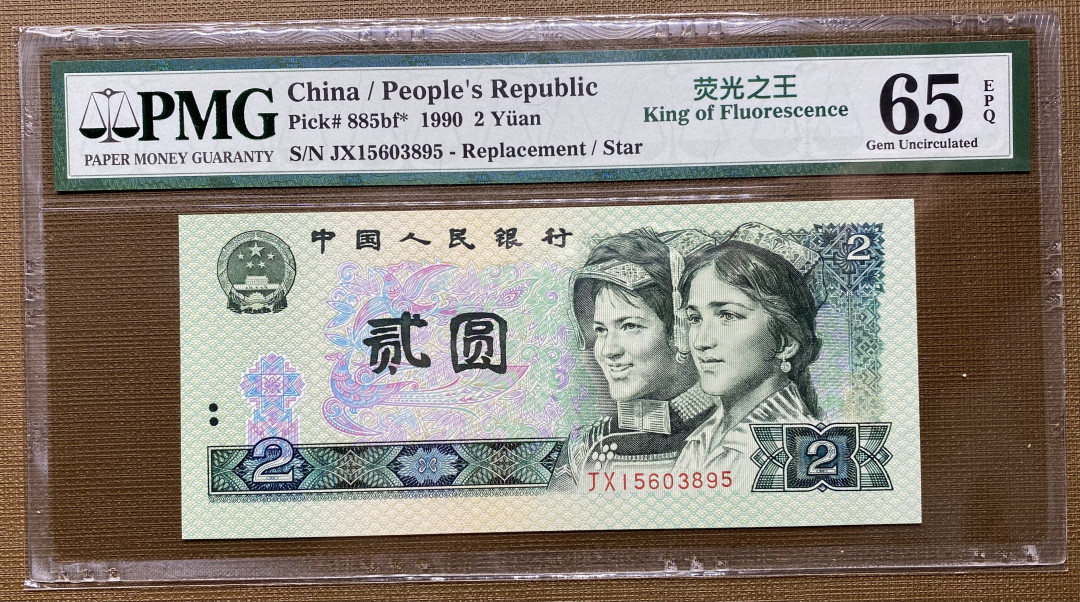 PMG
PAPER MONEY GUARANTY
China / People's Republic
Pick# 885bf* 1990 2 Yüan
S/N JX15603895 - Replacement / Star
荧光之王
King of Fluorescence
65
EPQ
Gem Uncirculated
中国人民银行
2
贰圆
2
JX15603895
2